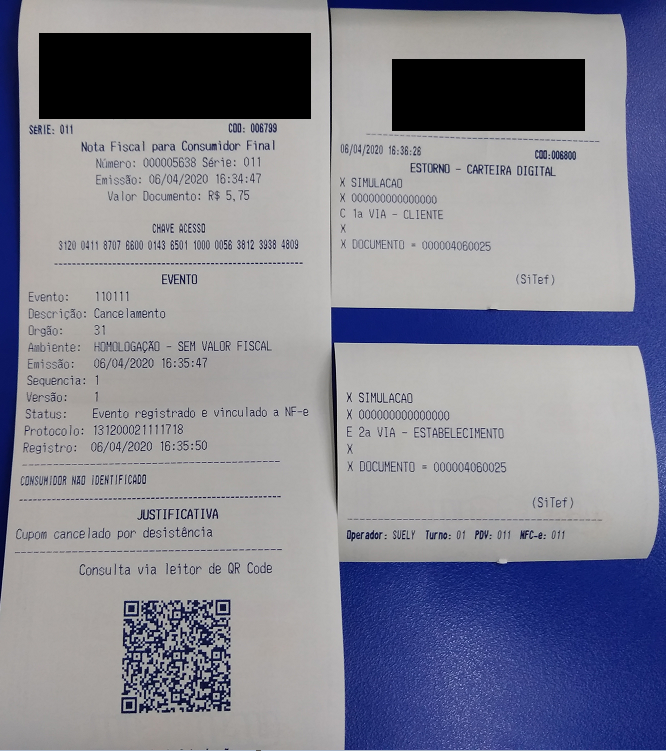 SERIE: 011 COD: 006799
Nota Fiscal para Consumidor Final
Número: 000005638 Série: 011
Emissão: 06/04/2020 16:34:47
Valor Documento: R$ 5,75
CHAVE ACESSO
3120 0411 8707 6600 0143 6501 1000 0056 3812 3938 4809
EVENTO
Evento: 110111
Descrição: Cancelamento
Orgão: 31
Ambiente: HOMOLOGAÇÃO - SEM VALOR FISCAL
Emissão: 06/04/2020 16:35:47
Sequencia: 1
Versão: 1
Status: Evento registrado e vinculado a NF-e
Protocolo: 131200021111718
Registro: 06/04/2020 16:35:50
CONSUMIDOR NÃO IDENTIFICADO
JUSTIFICATIVA
Cupom cancelado por desistência
Consulta via leitor de QR Code
06/04/2020 16:36:26 COD:006800
ESTORNO - CARTEIRA DIGITAL
X SIMULACAO
X 000000000000000
C 1a VIA - CLIENTE
X
X DOCUMENTO = 000004060025
(SiTef)
X SIMULACAO
X 000000000000000
E 2a VIA - ESTABELECIMENTO
X
X DOCUMENTO = 000004060025
(SiTef)
Operador: SUELY Turno: 01 PDV: 011 NFC-e: 011